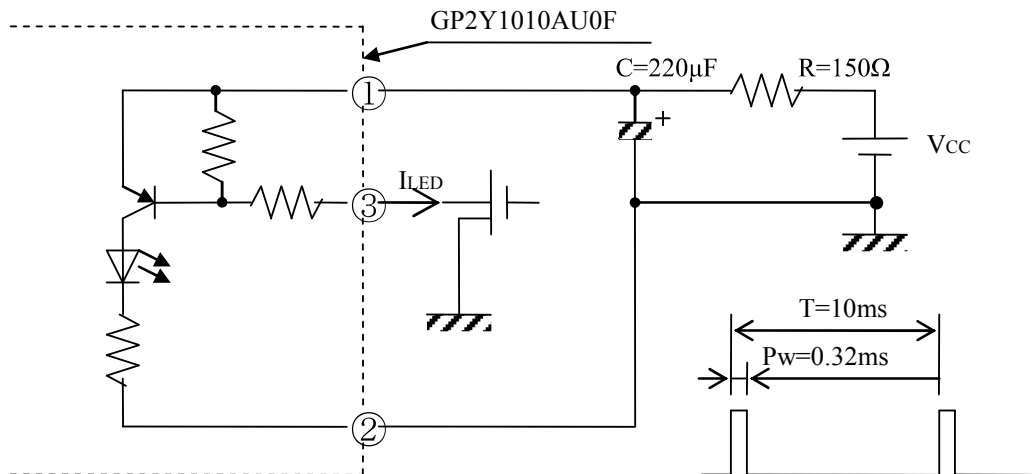 GP2Y1010AU0F
C=220μF
R=150Ω
①
+
VCC
ILED
③
T=10ms
Pw=0.32ms
②